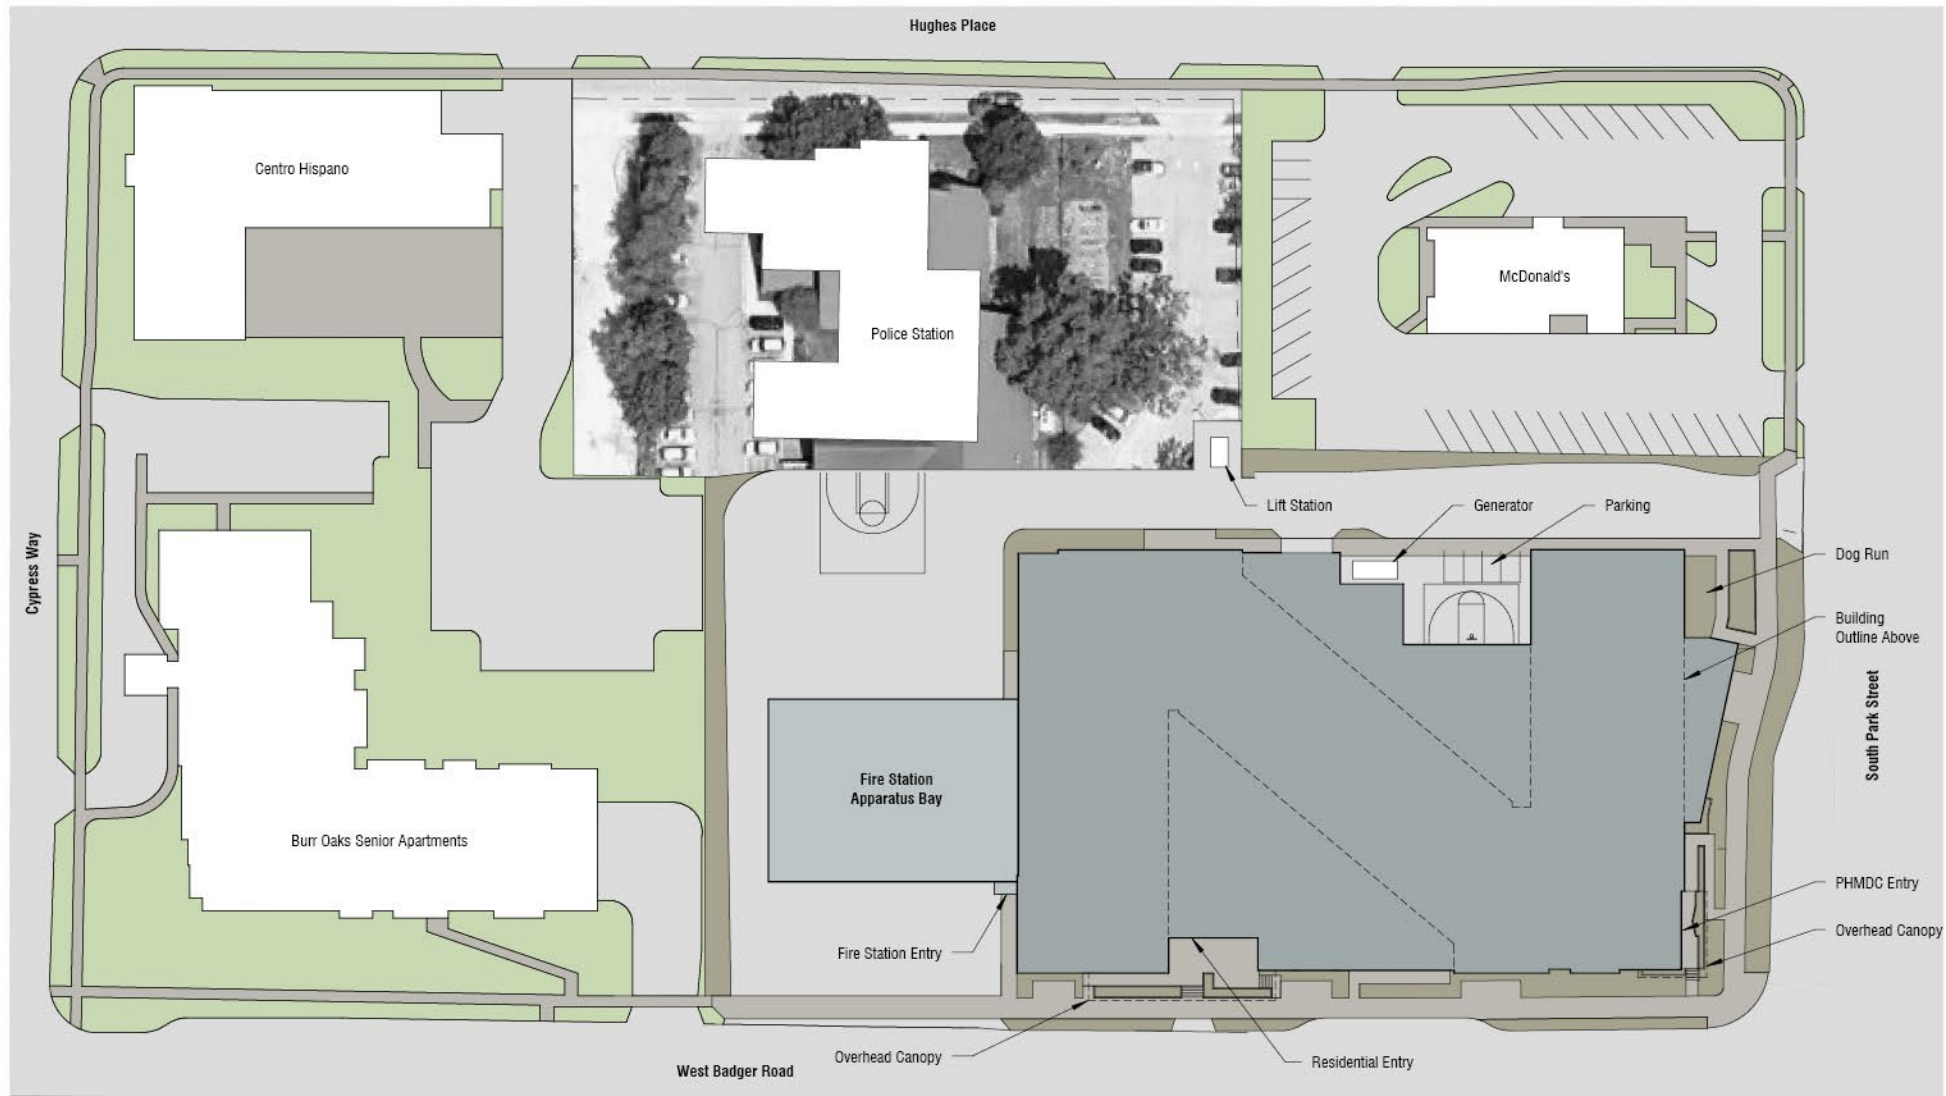 Hughes Place
Centro Hispano
McDonald's
Police Station
Lift Station
Generator
Parking
Dog Run
Building
Outline Above
Cypress Way
South Park Street
Fire Station
Apparatus Bay
Burr Oaks Senior Apartments
PHMDC Entry
Overhead Canopy
Fire Station Entry
Overhead Canopy
Residential Entry
West Badger Road